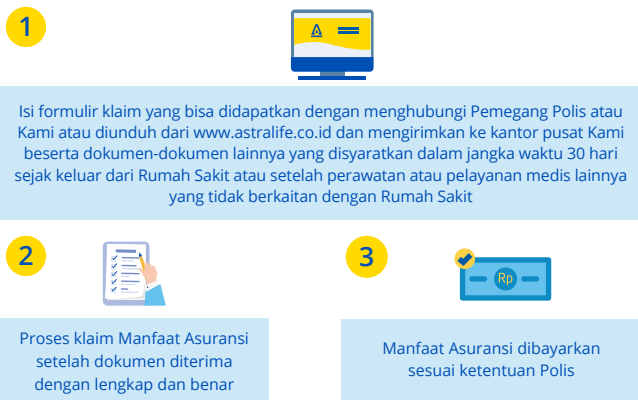 1
Isi formulir klaim yang bisa didapatkan dengan menghubungi Pemegang Polis atau
Kami atau diunduh dari www.astralife.co.id dan mengirimkan ke kantor pusat Kami
beserta dokumen-dokumen lainnya yang disyaratkan dalam jangka waktu 30 hari
sejak keluar dari Rumah Sakit atau setelah perawatan atau pelayanan medis lainnya
yang tidak berkaitan dengan Rumah Sakit
2
Proses klaim Manfaat Asuransi
setelah dokumen diterima
dengan lengkap dan benar
3
Rp
Manfaat Asuransi dibayarkan
sesuai ketentuan Polis